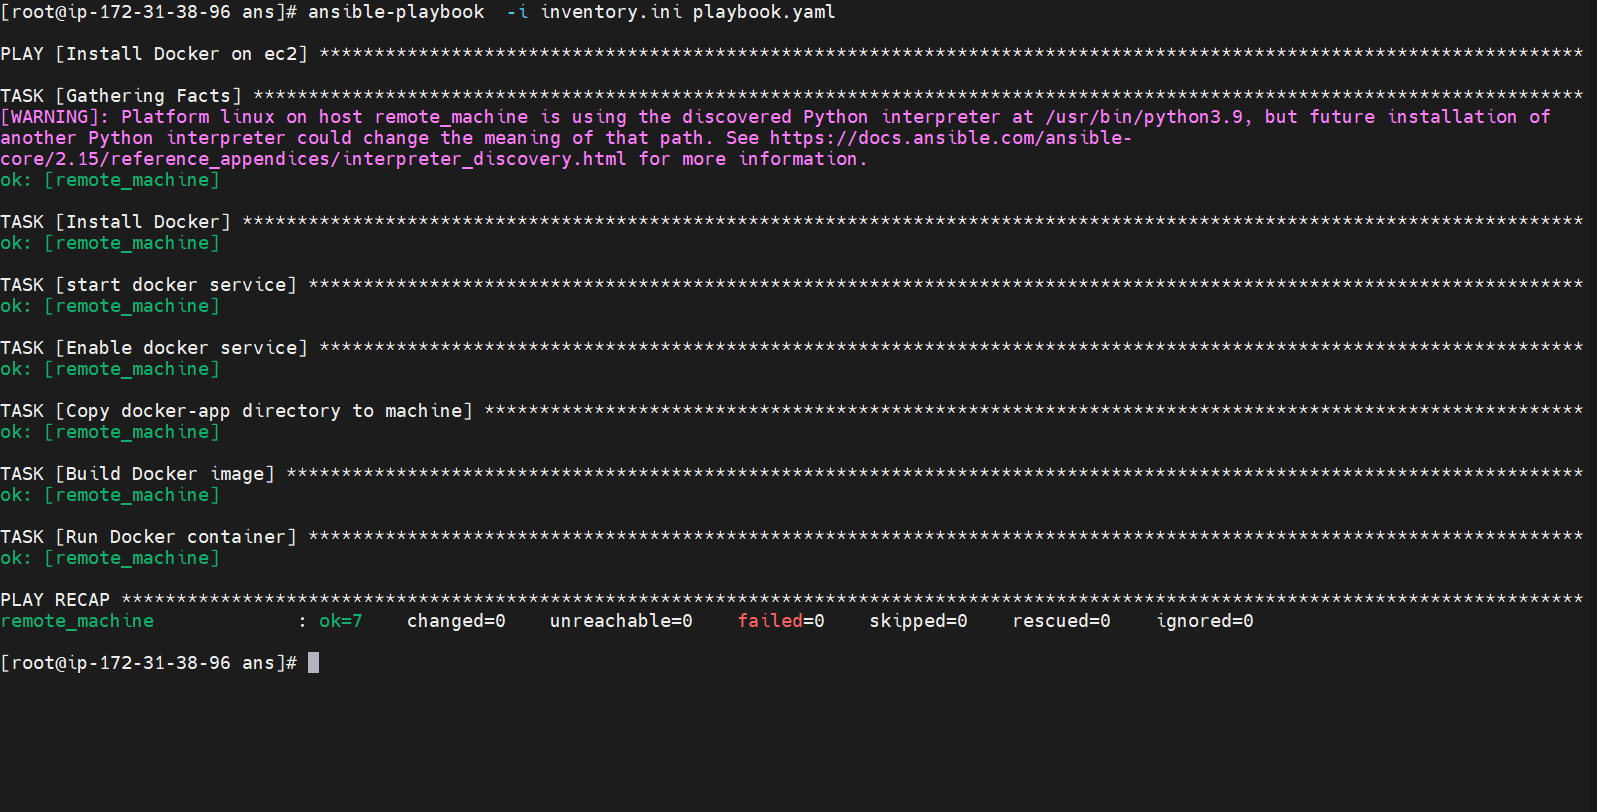 [root@ip-172-31-38-96 ans]# ansible-playbook  -i inventory.ini playbook.yaml
PLAY [Install Docker on ec2] *******************************************************************************************************************
TASK [Gathering Facts] *************************************************************************************************************************
[WARNING]: Platform linux on host remote_machine is using the discovered Python interpreter at /usr/bin/python3.9, but future installation of
another Python interpreter could change the meaning of that path. See https://docs.ansible.com/ansible-
core/2.15/reference_appendices/interpreter_discovery.html for more information.
ok: [remote_machine]
TASK [Install Docker] **************************************************************************************************************************
ok: [remote_machine]
TASK [start docker service] ********************************************************************************************************************
ok: [remote_machine]
TASK [Enable docker service] *******************************************************************************************************************
ok: [remote_machine]
TASK [Copy docker-app directory to machine] ****************************************************************************************************
ok: [remote_machine]
TASK [Build Docker image] **********************************************************************************************************************
ok: [remote_machine]
TASK [Run Docker container] ********************************************************************************************************************
ok: [remote_machine]
PLAY RECAP *************************************************************************************************************************************
remote_machine             : ok=7    changed=0    unreachable=0    failed=0    skipped=0    rescued=0    ignored=0
[root@ip-172-31-38-96 ans]#